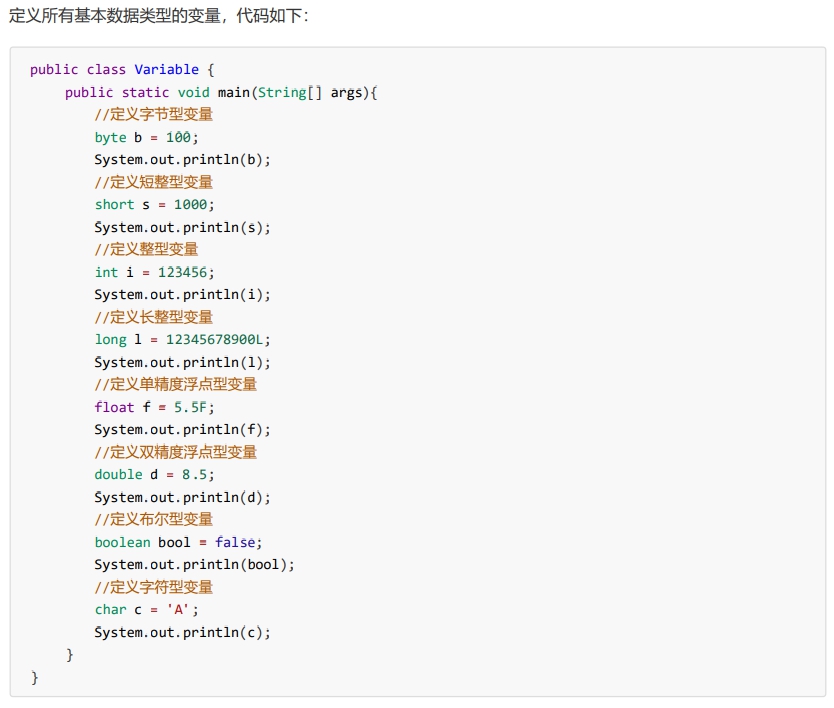 定义所有基本数据类型的变量，代码如下：
public class Variable {
public static void main(String[] args){
//定义字节型变量
byte b = 100;
System.out.println(b);
//定义短整型变量
short s = 1000;
System.out.println(s);
//定义整型变量
int i = 123456;
System.out.println(i);
//定义长整型变量
long l = 12345678900L;
System.out.println(l);
//定义单精度浮点型变量
float f = 5.5F;
System.out.println(f);
//定义双精度浮点型变量
double d = 8.5;
System.out.println(d);
//定义布尔型变量
boolean bool = false;
System.out.println(bool);
//定义字符型变量
char c = 'A';
System.out.println(c);
}
}